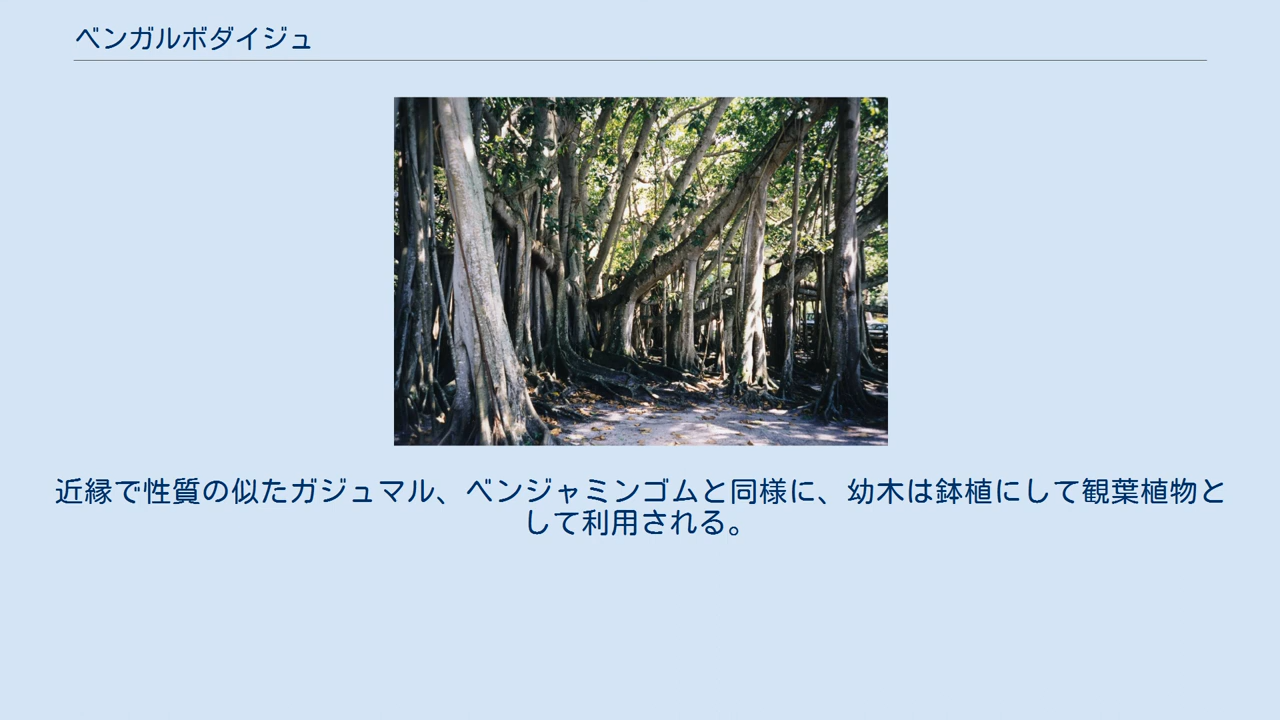 ベンガルボダイジュ
近縁で性質の似たガジュマル、ベンジャミンゴムと同様に、幼木は鉢植にして観葉植物と
して利用される。